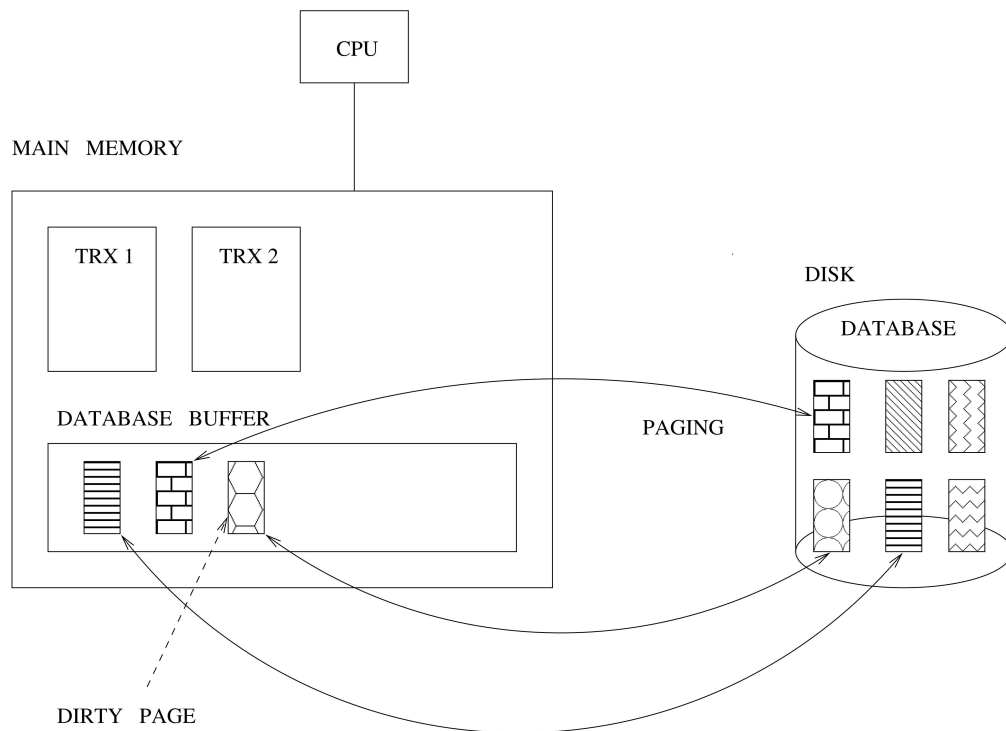 CPU
MAIN MEMORY
TRX 1
TRX 2
DISK
DATABASE
DATABASE BUFFER
PAGING
DIRTY PAGE